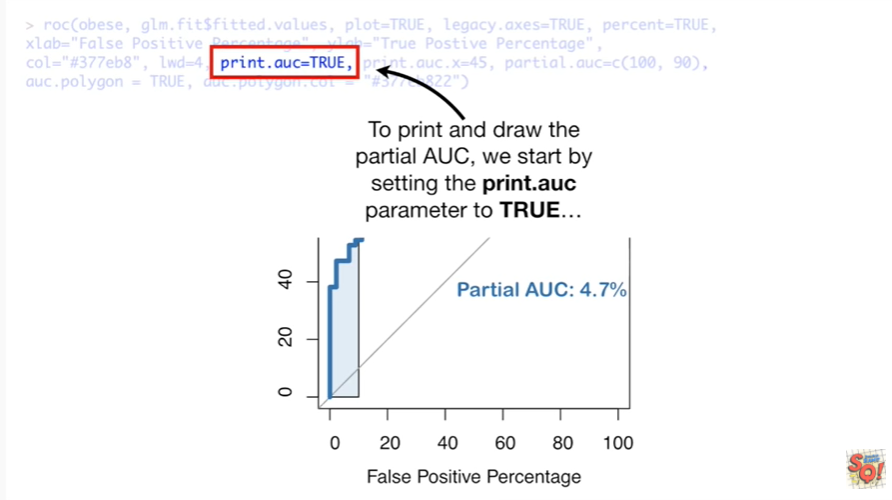 > roc(obese, glm.fit$fitted.values, plot=TRUE, legacy.axes=TRUE, percent=TRUE,
xlab="False Positive Percentage", ylab="True Postive Percentage",
col="#377eb8", lwd=4, print.auc=TRUE, print.auc.x=45, partial.auc=c(100, 90),
auc.polygon = TRUE, auc.polygon.col = "#377eb822")
To print and draw the
partial AUC, we start by
setting the print.auc
parameter to TRUE…
40
Partial AUC: 4.7%
20
0
0 20 40 60 80 100
False Positive Percentage
SQ!